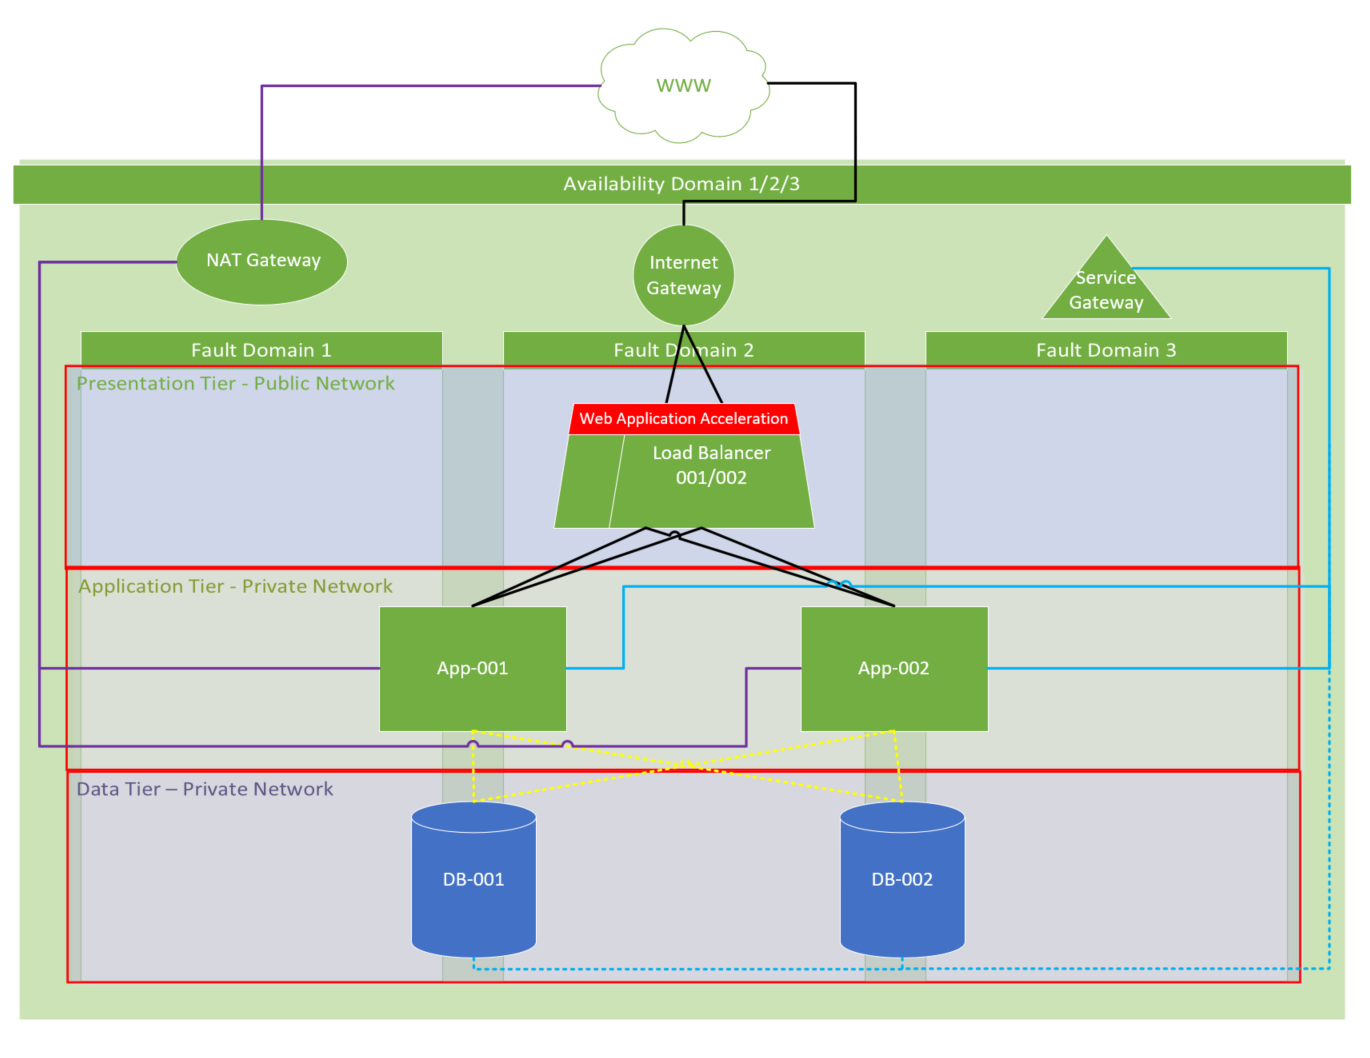 WWW
Availability Domain 1/2/3
NAT Gateway
Internet
Gateway
Service
Gateway
Fault Domain 1
Fault Domain 2
Fault Domain 3
Presentation Tier - Public Network
Web Application Acceleration
Load Balancer
001/002
Application Tier - Private Network
App-001
App-002
Data Tier – Private Network
DB-001
DB-002